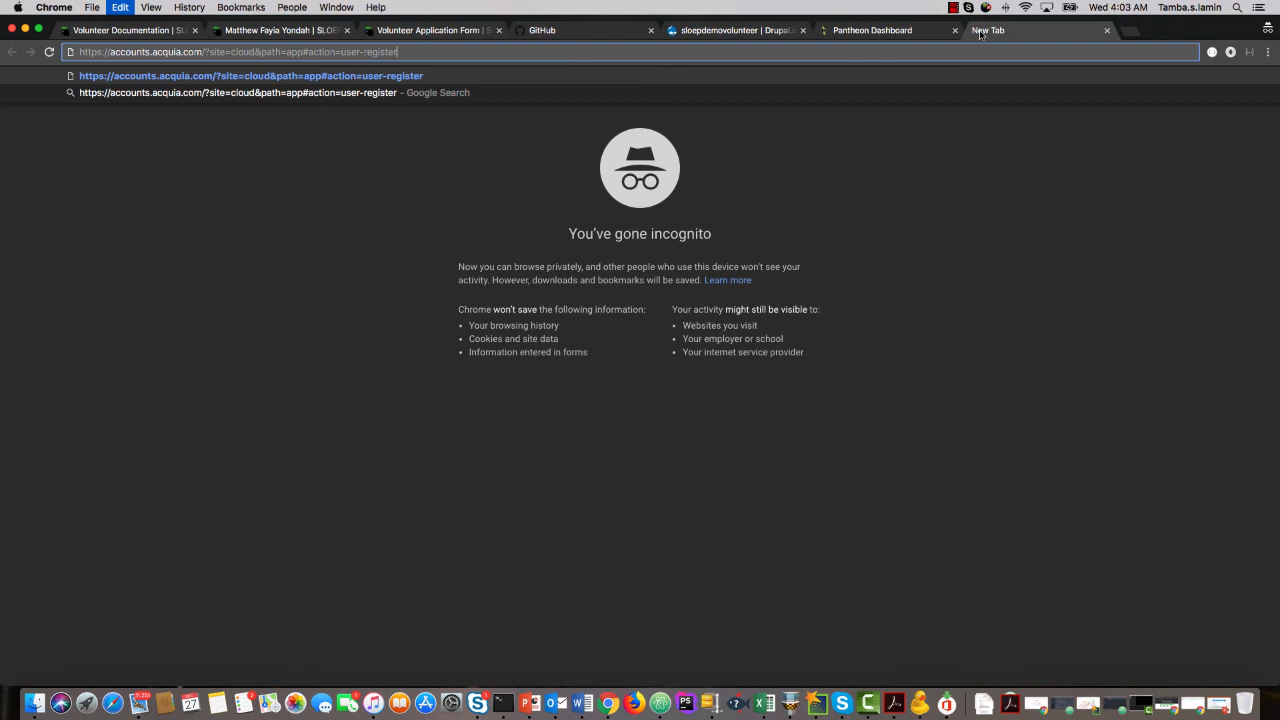 Chrome File Edit View History Bookmarks People Window Help Wed 4:03 AM Tamba.s.lamin
Volunteer Documentation | SLO Matthew Fayia Yondah | SLOE Volunteer Application Form | S GitHub sloepdemovolunteer | Drupal.o Pantheon Dashboard New Tab
https://accounts.acquia.com/?site=cloud&path=app#action=user-register
https://accounts.acquia.com/?site=cloud&path=app#action=user-register
https://accounts.acquia.com/?site=cloud&path=app#action=user-register - Google Search
You've gone incognito
Now you can browse privately, and other people who use this device won't see your
activity. However, downloads and bookmarks will be saved. Learn more
Chrome won't save the following information:
• Your browsing history
• Cookies and site data
• Information entered in forms
Your activity might still be visible to:
• Websites you visit
• Your employer or school
• Your internet service provider